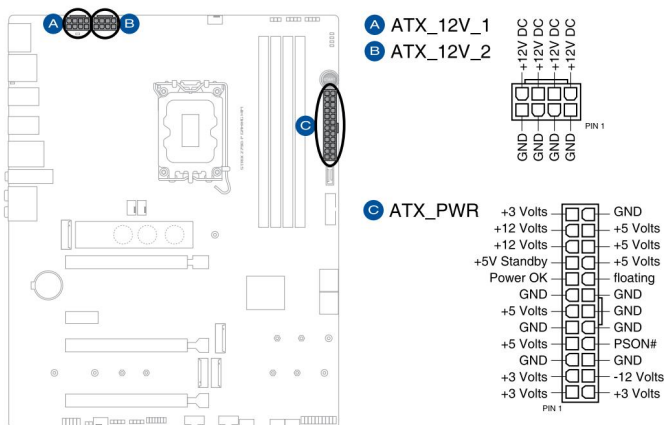 A ATX_12V_1
B ATX_12V_2
+12V DC
+12V DC
+12V DC
+12V DC
PIN 1
GND
GND
GND
GND
A
B
C
C ATX_PWR
+3 Volts GND
+12 Volts +5 Volts
+12 Volts +5 Volts
+5V Standby +5 Volts
Power OK floating
GND GND
+5 Volts GND
GND GND
+5 Volts PSON#
GND GND
+3 Volts -12 Volts
+3 Volts +3 Volts
PIN 1